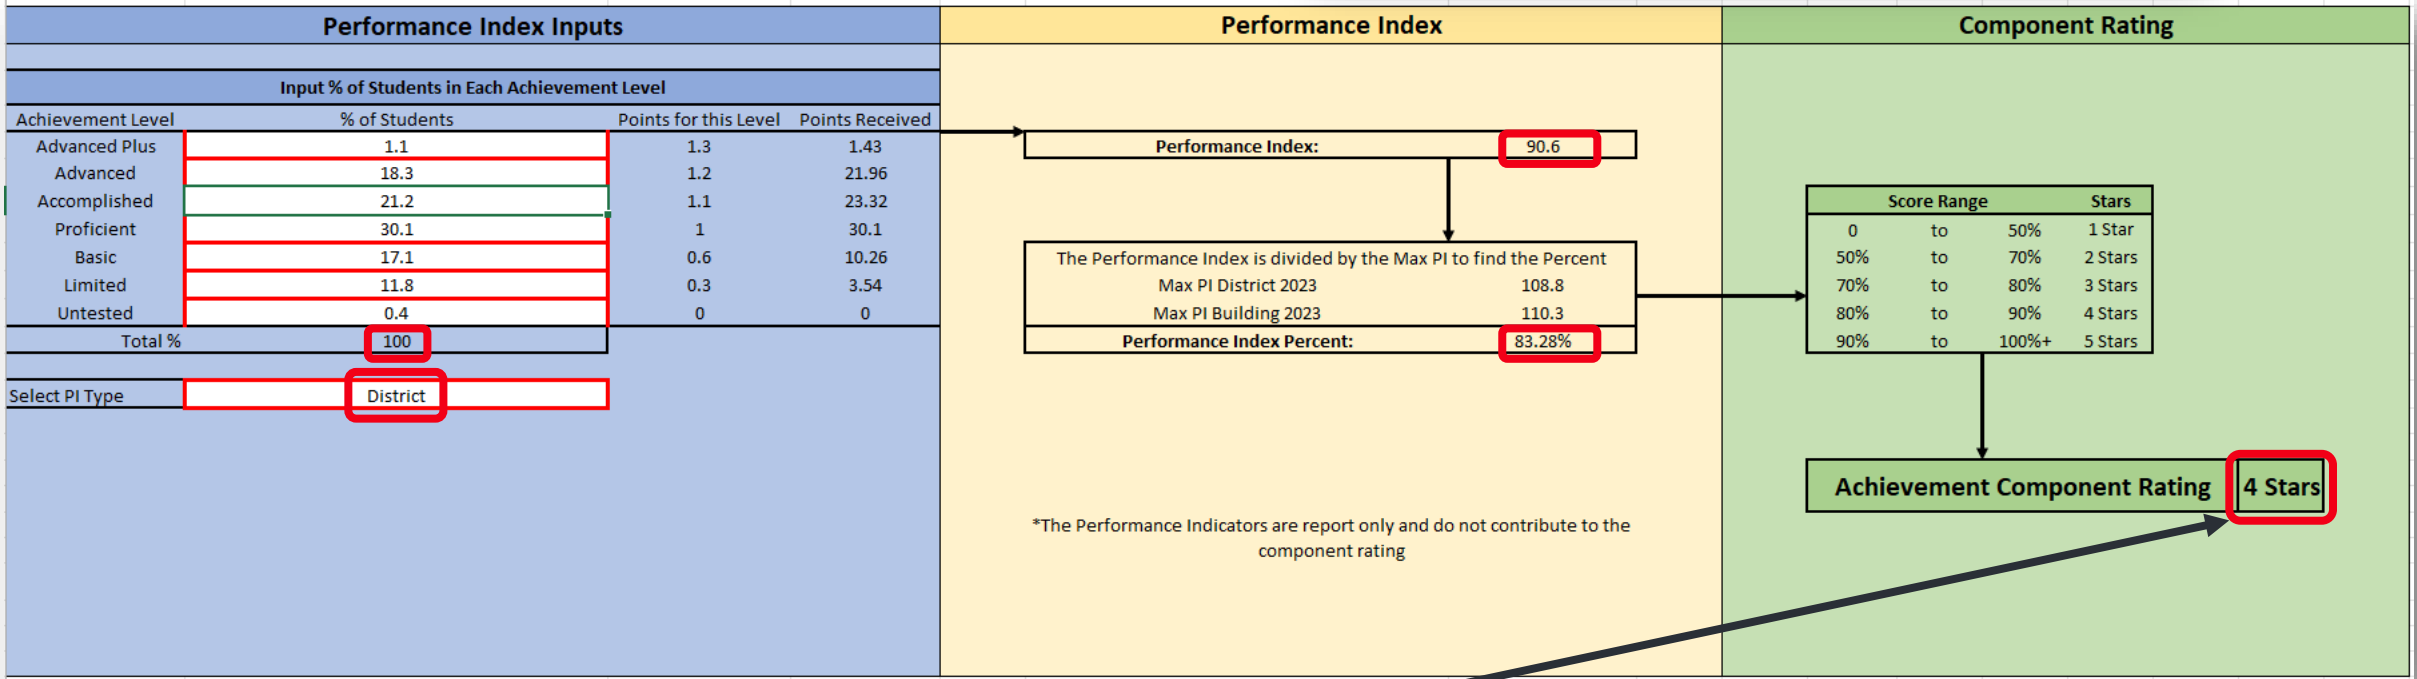 Performance Index Inputs
Performance Index
Component Rating
Input % of Students in Each Achievement Level
Achievement Level % of Students Points for this Level Points Received
Advanced Plus 1.1 1.3 1.43
Advanced 18.3 1.2 21.96
Accomplished 21.2 1.1 23.32
Proficient 30.1 1 30.1
Basic 17.1 0.6 10.26
Limited 11.8 0.3 3.54
Untested 0.4 0 0
Total % 100
Select PI Type District
Performance Index: 90.6
The Performance Index is divided by the Max PI to find the Percent
Max PI District 2023 108.8
Max PI Building 2023 110.3
Performance Index Percent: 83.28%
*The Performance Indicators are report only and do not contribute to the
component rating
Score Range Stars
0 to 50% 1 Star
50% to 70% 2 Stars
70% to 80% 3 Stars
80% to 90% 4 Stars
90% to 100%+ 5 Stars
Achievement Component Rating 4 Stars